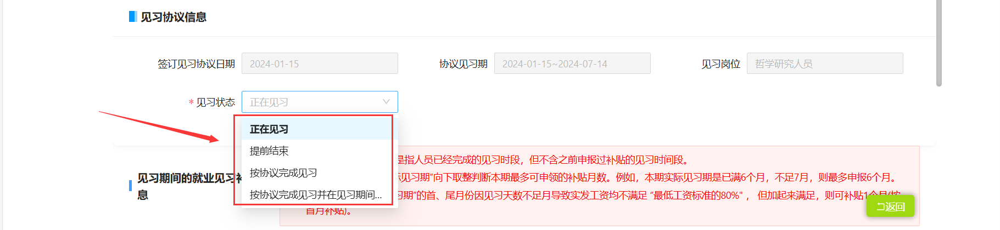 见习协议信息
签订见习协议日期 2024-01-15 协议见习期 2024-01-15~2024-07-14 见习岗位 哲学研究人员
* 见习状态 正在见习
正在见习
提前结束
按协议完成见习
按协议完成见习并在见习期间...
见习期间的就业见习补
息
是指人员已经完成的见习时段，但不含之前申报过补贴的见习时间段。
际见习期"向下取整判断本期最多可申领的补贴月数。例如，本期实际见习期是已满6个月，不足7月，则最多申报6个月。
习期"的首、尾月份因见习天数不足月导致实发工资均不满足 "最低工资标准的80%" ， 但加起来满足，则可补贴1个月(按
首月补贴)。
返回